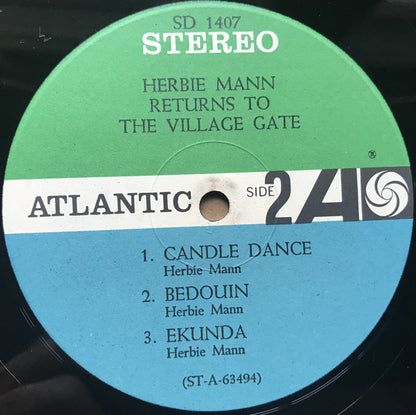 SD 1407
STEREO
HERBIE MANN
RETURNS TO
THE VILLAGE GATE
®
ATLANTIC SIDE 2 A
1. CANDLE DANCE
Herbie Mann
2. BEDOUIN
Herbie Mann
3. EKUNDA
Herbie Mann
(ST-A-63494)